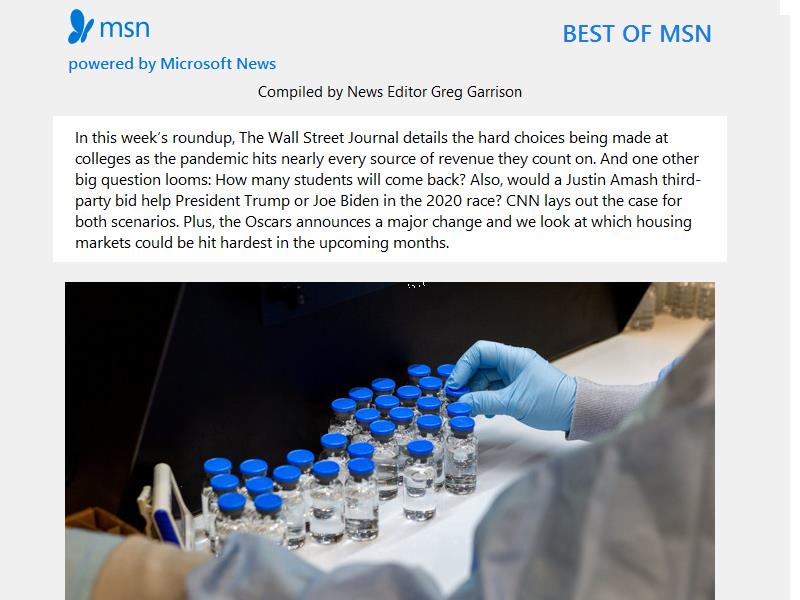 msn
BEST OF MSN
powered by Microsoft News
Compiled by News Editor Greg Garrison
In this week's roundup, The Wall Street Journal details the hard choices being made at
colleges as the pandemic hits nearly every source of revenue they count on. And one other
big question looms: How many students will come back? Also, would a Justin Amash third-
party bid help President Trump or Joe Biden in the 2020 race? CNN lays out the case for
both scenarios. Plus, the Oscars announces a major change and we look at which housing
markets could be hit hardest in the upcoming months.